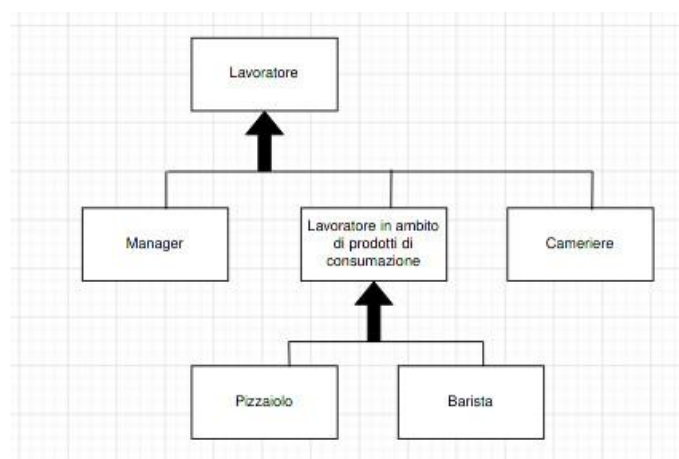 Lavoratore
Manager
Lavoratore in ambito
di prodotti di
consumazione
Cameriere
Pizzaiolo
Barista